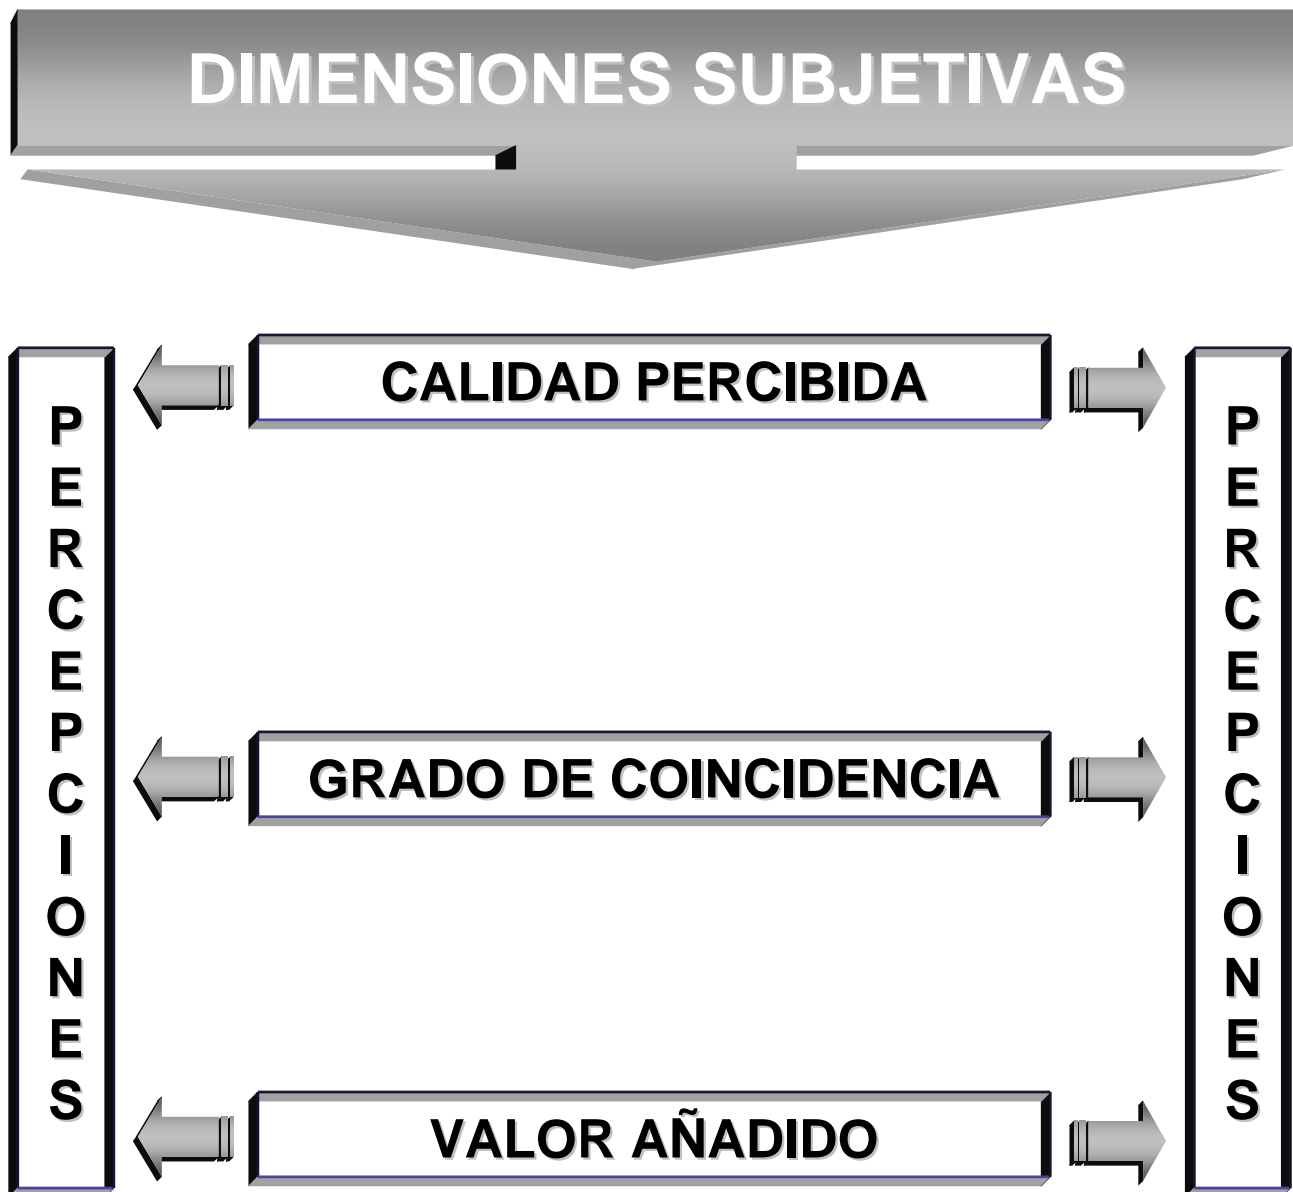 DIMENSIONES SUBJETIVAS
PERCEPCIONES
CALIDAD PERCIBIDA
GRADO DE COINCIDENCIA
VALOR AÑADIDO
PERCEPCIONES